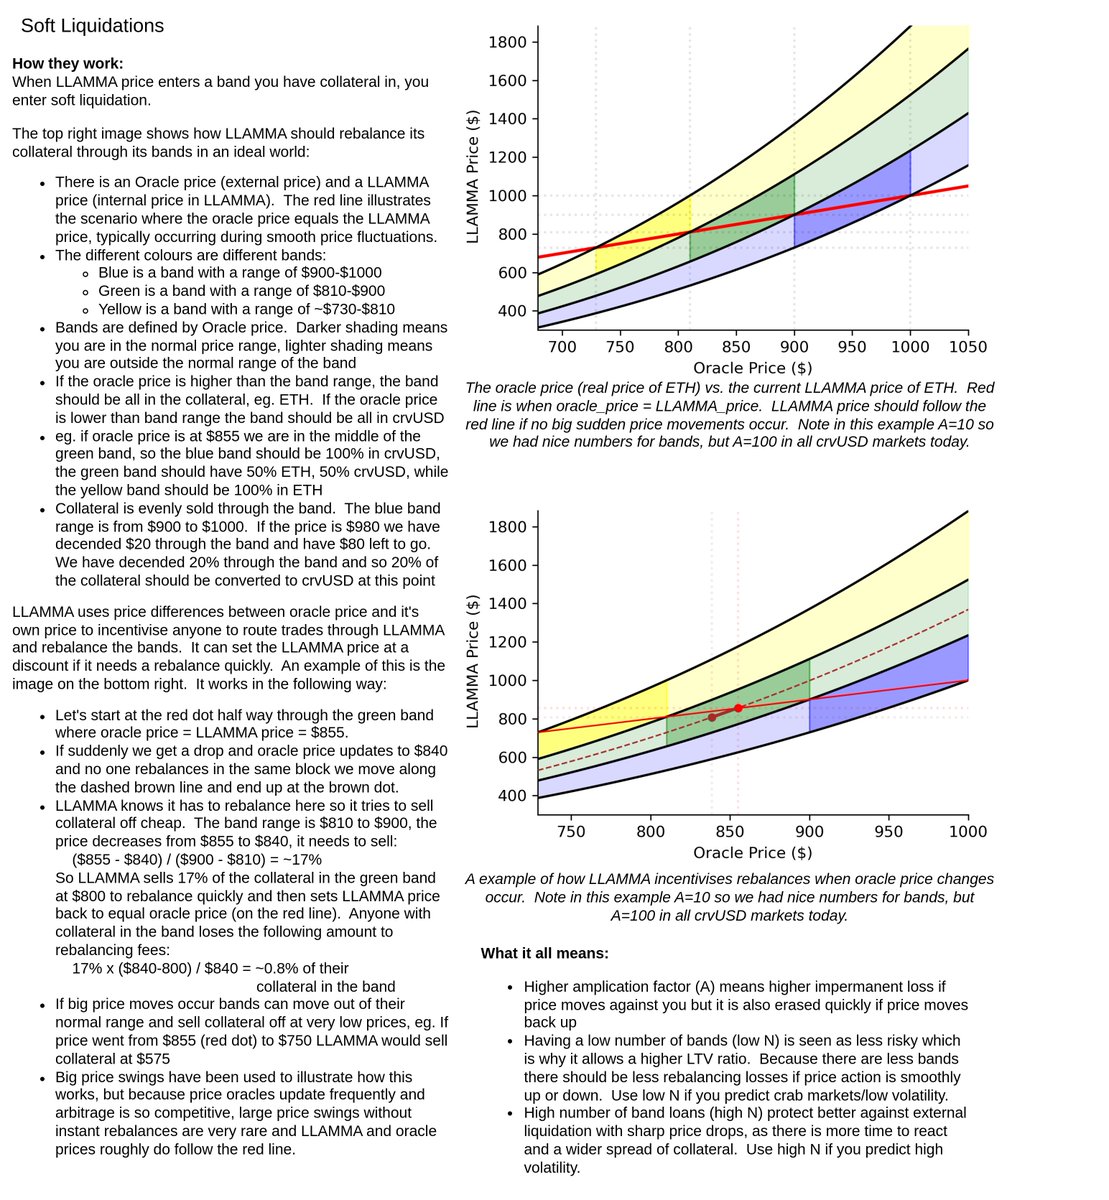 Soft Liquidations
How they work:
When LLAMMA price enters a band you have collateral in, you
enter soft liquidation.
The top right image shows how LLAMMA should rebalance its
collateral through its bands in an ideal world:
• There is an Oracle price (external price) and a LLAMMA
price (internal price in LLAMMA).  The red line illustrates
the scenario where the oracle price equals the LLAMMA
price, typically occurring during smooth price fluctuations.
• The different colours are different bands:
◦ Blue is a band with a range of $900-$1000
◦ Green is a band with a range of $810-$900
◦ Yellow is a band with a range of ~$730-$810
• Bands are defined by Oracle price.  Darker shading means
you are in the normal price range, lighter shading means
you are outside the normal range of the band
• If the oracle price is higher than the band range, the band
should be all in the collateral, eg. ETH.  If the oracle price
is lower than band range the band should be all in crvUSD
• eg. if oracle price is at $855 we are in the middle of the
green band, so the blue band should be 100% in crvUSD,
the green band should have 50% ETH, 50% crvUSD, while
the yellow band should be 100% in ETH
• Collateral is evenly sold through the band.  The blue band
range is from $900 to $1000.  If the price is $980 we have
decended $20 through the band and have $80 left to go.
We have decended 20% through the band and so 20% of
the collateral should be converted to crvUSD at this point
LLAMMA uses price differences between oracle price and it's
own price to incentivise anyone to route trades through LLAMMA
and rebalance the bands.  It can set the LLAMMA price at a
discount if it needs a rebalance quickly.  An example of this is the
image on the bottom right.  It works in the following way:
• Let's start at the red dot half way through the green band
where oracle price = LLAMMA price = $855.
• If suddenly we get a drop and oracle price updates to $840
and no one rebalances in the same block we move along
the dashed brown line and end up at the brown dot.
• LLAMMA knows it has to rebalance here so it tries to sell
collateral off cheap.  The band range is $810 to $900, the
price decreases from $855 to $840, it needs to sell:
($855 - $840) / ($900 - $810) = ~17%
So LLAMMA sells 17% of the collateral in the green band
at $800 to rebalance quickly and then sets LLAMMA price
back to equal oracle price (on the red line).  Anyone with
collateral in the band loses the following amount to
rebalancing fees:
17% x ($840-800) / $840 = ~0.8% of their
collateral in the band
• If big price moves occur bands can move out of their
normal range and sell collateral off at very low prices, eg. If
price went from $855 (red dot) to $750 LLAMMA would sell
collateral at $575
• Big price swings have been used to illustrate how this
works, but because price oracles update frequently and
arbitrage is so competitive, large price swings without
instant rebalances are very rare and LLAMMA and oracle
prices roughly do follow the red line.
LLAMMA Price ($)
1800
1600
1400
1200
1000
800
600
400
700 750 800 850 900 950 1000 1050
Oracle Price ($)
The oracle price (real price of ETH) vs. the current LLAMMA price of ETH.  Red
line is when oracle_price = LLAMMA_price.  LLAMMA price should follow the
red line if no big sudden price movements occur.  Note in this example A=10 so
we had nice numbers for bands, but A=100 in all crvUSD markets today.
LLAMMA Price ($)
1800
1600
1400
1200
1000
800
600
400
750 800 850 900 950 1000
Oracle Price ($)
A example of how LLAMMA incentivises rebalances when oracle price changes
occur.  Note in this example A=10 so we had nice numbers for bands, but
A=100 in all crvUSD markets today.
What it all means:
• Higher amplication factor (A) means higher impermanent loss if
price moves against you but it is also erased quickly if price moves
back up
• Having a low number of bands (low N) is seen as less risky which
is why it allows a higher LTV ratio.  Because there are less bands
there should be less rebalancing losses if price action is smoothly
up or down.  Use low N if you predict crab markets/low volatility.
• High number of band loans (high N) protect better against external
liquidation with sharp price drops, as there is more time to react
and a wider spread of collateral.  Use high N if you predict high
volatility.